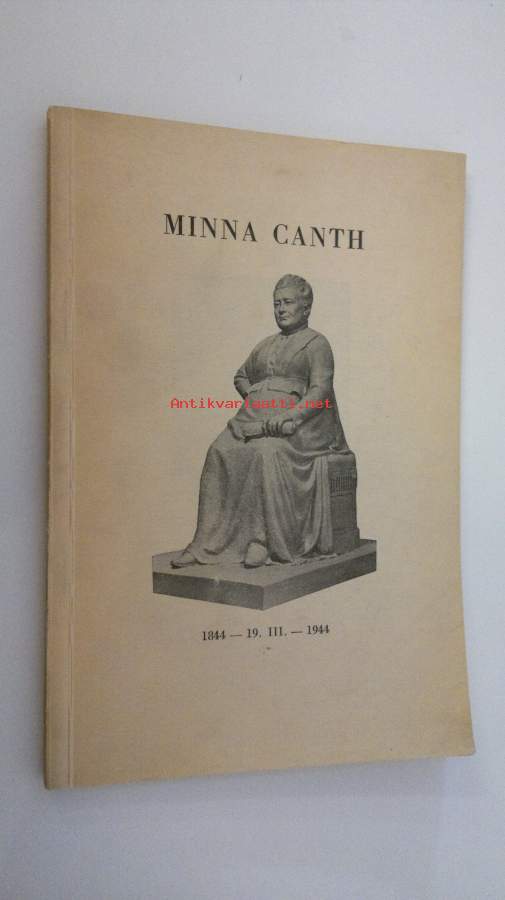 MINNA CANTH
Antikvariaatti.net
1844 — 19. III. — 1944